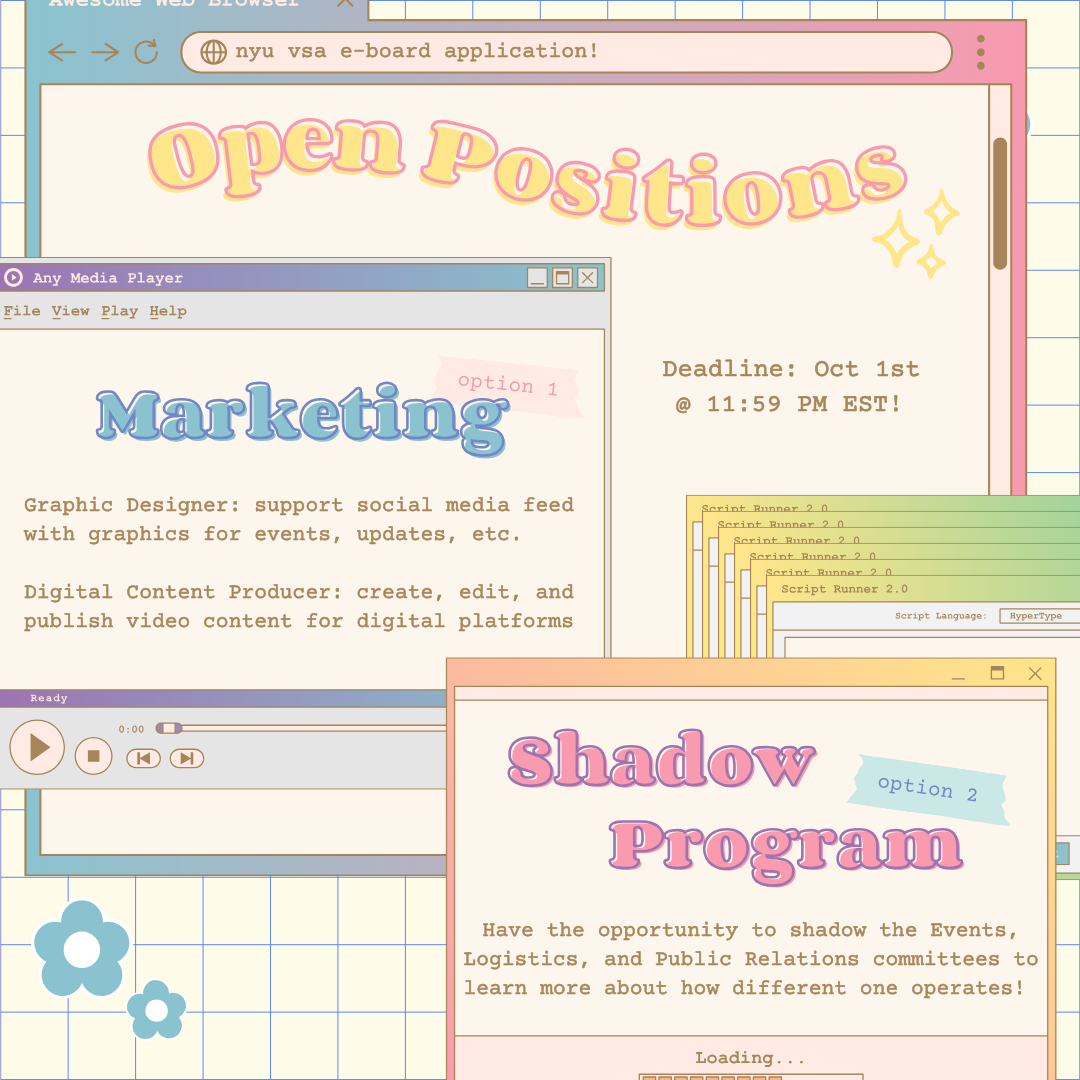 Awesome Web Browser
nyu vsa e-board application!
Open Positions
Any Media Player
File View Play Help
option 1
Marketing
Graphic Designer: support social media feed
with graphics for events, updates, etc.
Digital Content Producer: create, edit, and
publish video content for digital platforms
Ready
0:00
Deadline: Oct 1st
@ 11:59 PM EST!
Script Runner 2.0
Script Runner 2.0
Script Runner 2.0
Script Runner 2.0
Script Runner 2.0
Script Runner 2.0
Script Language: HyperType
Shadow
option 2
Program
Have the opportunity to shadow the Events,
Logistics, and Public Relations committees to
learn more about how different one operates!
Loading...